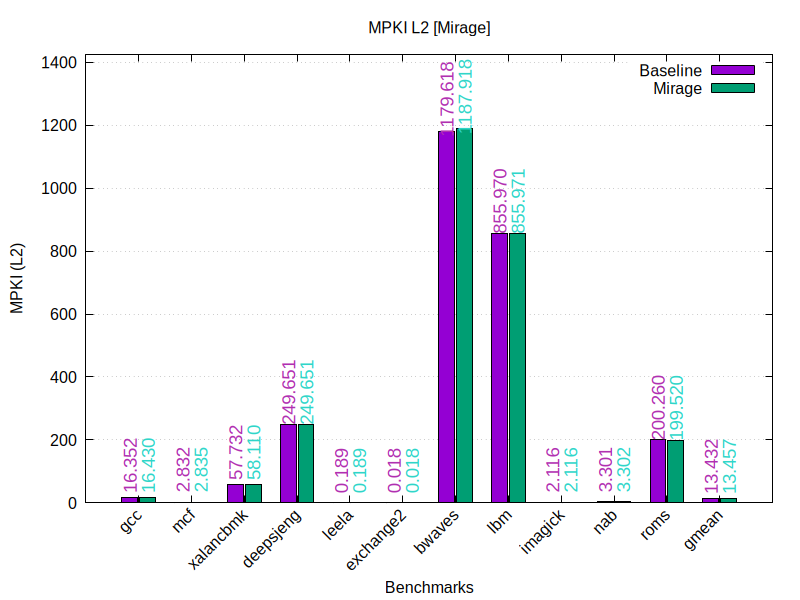 MPKI L2 [Mirage]
Baseline
Mirage
MPKI (L2)
1400
1200
1000
800
600
400
200
0
16.352
16.430
2.832
2.835
57.732
58.110
249.651
249.651
0.189
0.189
0.018
0.018
1179.618
1187.918
855.970
855.971
2.116
2.116
3.301
3.302
200.260
199.520
13.432
13.457
gcc
mcf
xalancbmk
deepsjeng
leela
exchange2
bwaves
lbm
imagick
nab
roms
gmean
Benchmarks